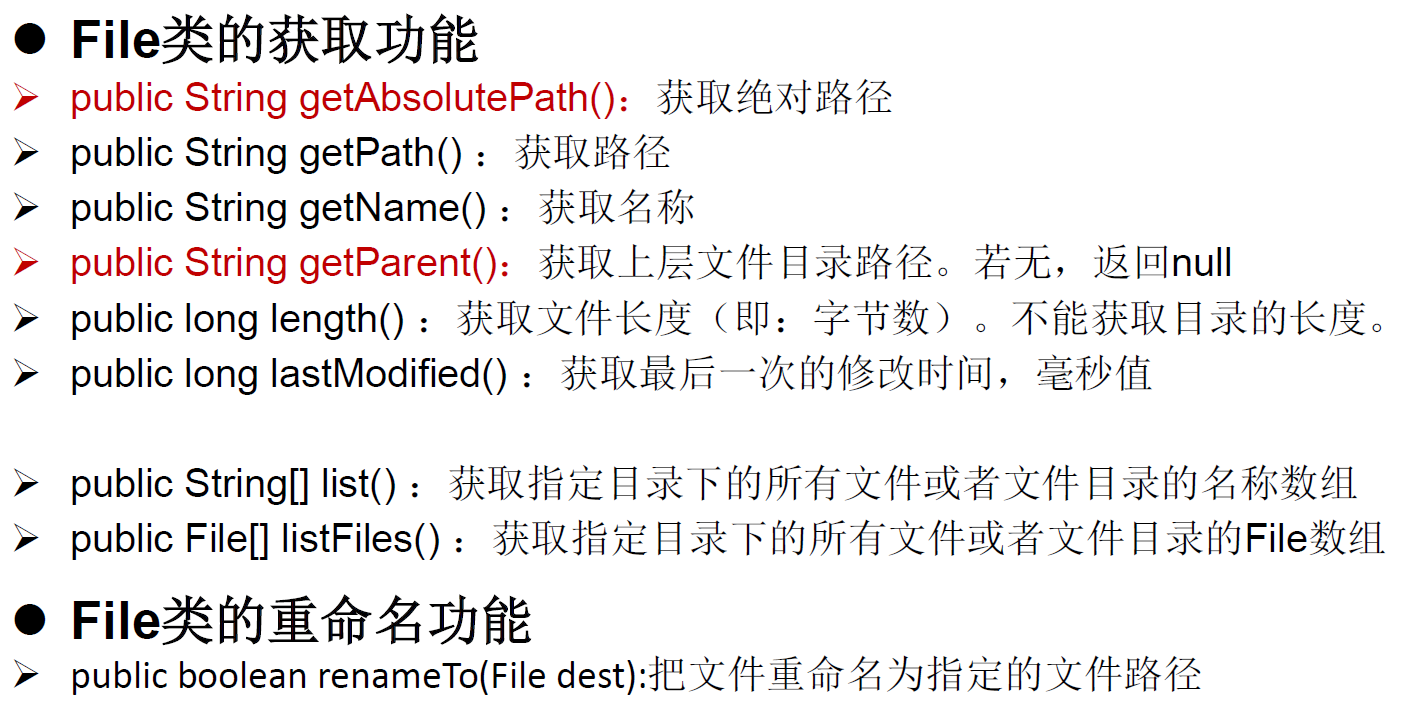 ● File类的获取功能
➢ public String getAbsolutePath()：获取绝对路径
➢ public String getPath() ：获取路径
➢ public String getName() ：获取名称
➢ public String getParent()：获取上层文件目录路径。若无，返回null
➢ public long length() ：获取文件长度（即：字节数）。不能获取目录的长度。
➢ public long lastModified() ：获取最后一次的修改时间，毫秒值
➢ public String[] list() ：获取指定目录下的所有文件或者文件目录的名称数组
➢ public File[] listFiles() ：获取指定目录下的所有文件或者文件目录的File数组
● File类的重命名功能
➢ public boolean renameTo(File dest):把文件重命名为指定的文件路径